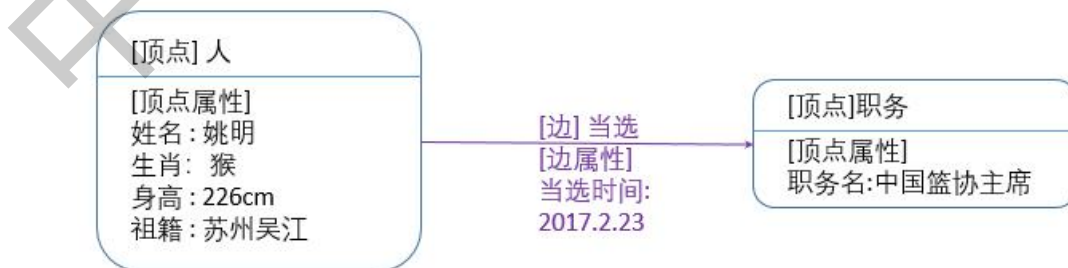 [顶点] 人
[顶点属性]
姓名 : 姚明
生肖： 猴
身高 : 226cm
祖籍 : 苏州吴江
[边] 当选
[边属性]
当选时间:
2017.2.23
[顶点]职务
[顶点属性]
职务名:中国篮协主席